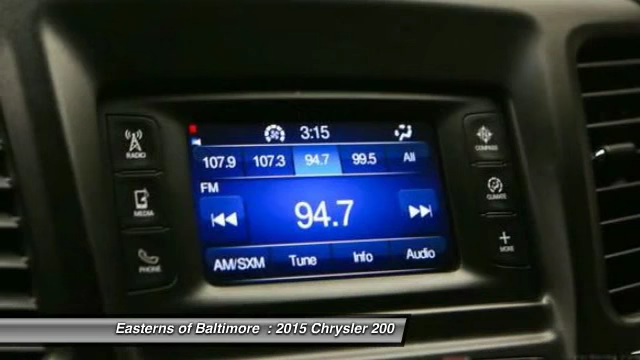 3:15
107.9 107.3 94.7 99.5 All
FM
94.7
AM/SXM Tune Info Audio
RADIO
MEDIA
PHONE
COMPASS
CLIMATE
MORE
Easterns of Baltimore : 2015 Chrysler 200